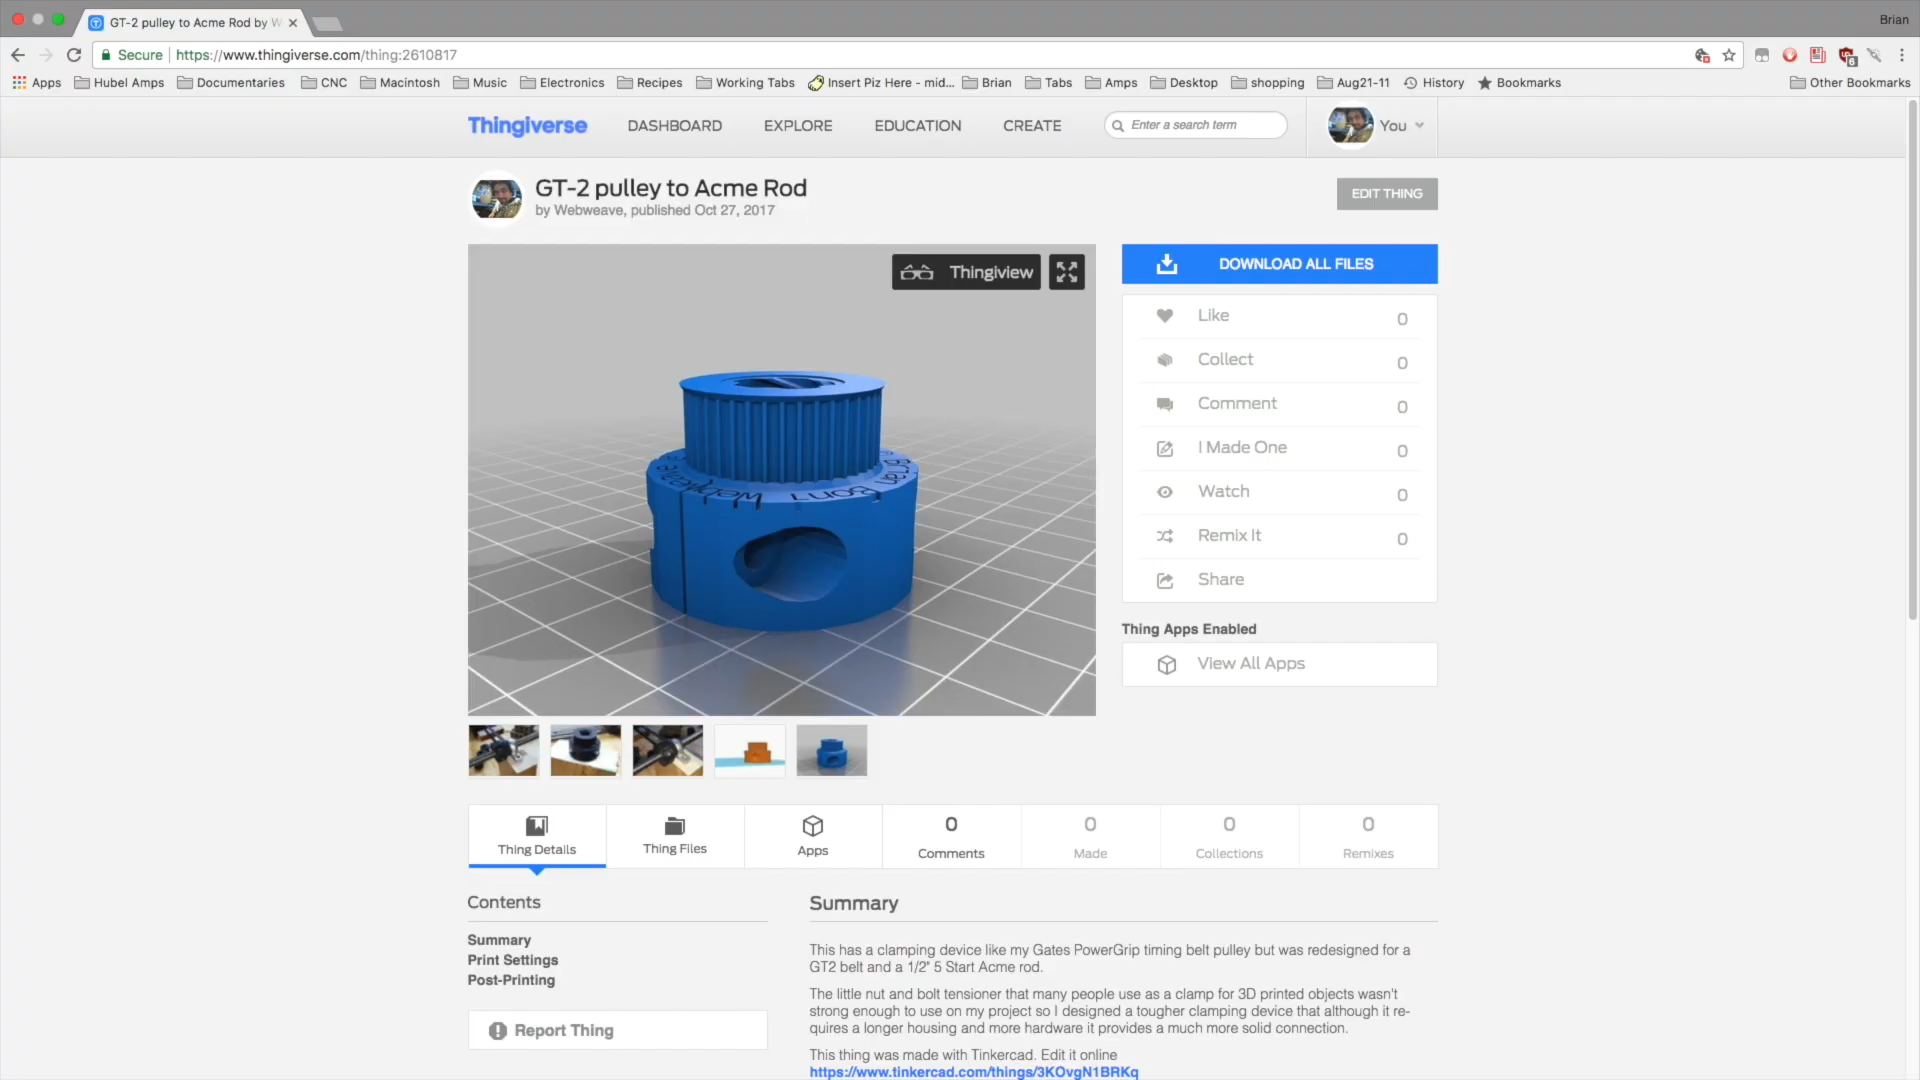 GT-2 pulley to Acme Rod by W
Brian
Secure
https://www.thingiverse.com/thing:2610817
Apps
Hubel Amps
Documentaries
CNC
Macintosh
Music
Electronics
Recipes
Working Tabs
Insert Piz Here - mid...
Brian
Tabs
Amps
Desktop
shopping
Aug21-11
History
Bookmarks
Other Bookmarks
Thingiverse
DASHBOARD
EXPLORE
EDUCATION
CREATE
Enter a search term
You
GT-2 pulley to Acme Rod
by Webweave, published Oct 27, 2017
EDIT THING
Thingiview
DOWNLOAD ALL FILES
Like 0
Collect 0
Comment 0
I Made One 0
Watch 0
Remix It 0
Share
Thing Apps Enabled
View All Apps
Thing Details
Thing Files
Apps
0
Comments
0
Made
0
Collections
0
Remixes
Contents
Summary
Print Settings
Post-Printing
Report Thing
Summary
This has a clamping device like my Gates PowerGrip timing belt pulley but was redesigned for a
GT2 belt and a 1/2" 5 Start Acme rod.
The little nut and bolt tensioner that many people use as a clamp for 3D printed objects wasn't
strong enough to use on my project so I designed a tougher clamping device that although it re-
quires a longer housing and more hardware it provides a much more solid connection.
This thing was made with Tinkercad. Edit it online
https://www.tinkercad.com/things/3KOvgN1BRKq